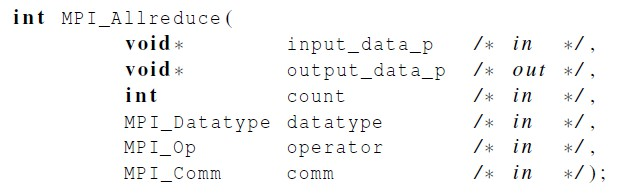 int MPI_Allreduce(
void* input_data_p /* in */,
void* output_data_p /* out */,
int count /* in */,
MPI_Datatype datatype /* in */,
MPI_Op operator /* in */,
MPI_Comm comm /* in */);